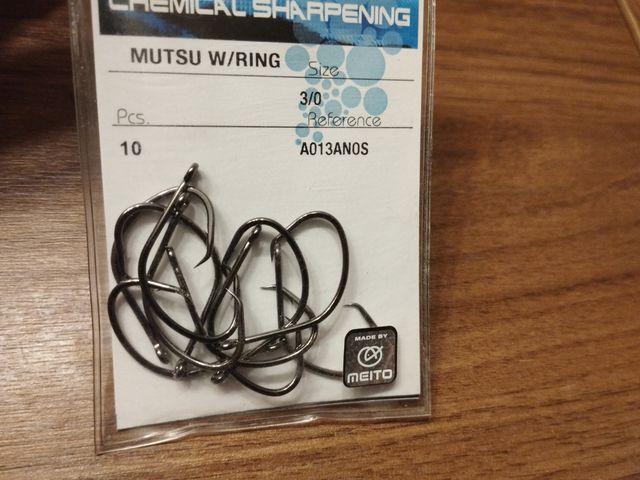 CHEMICAL SHARPENING
MUTSU W/RING
Size
3/0
Pcs.
Reference
10
A013AN0S
MADE BY
MEITO